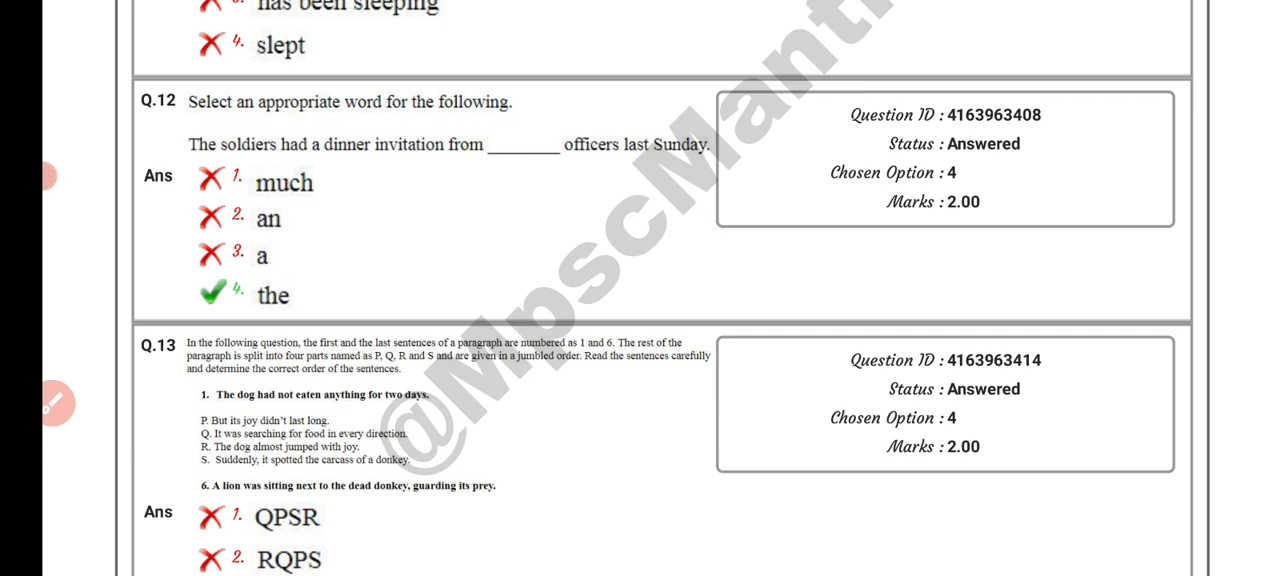 has been sleeping
4. slept
Q.12 Select an appropriate word for the following.
The soldiers had a dinner invitation from ________ officers last Sunday.
Question ID : 4163963408
Status : Answered
Chosen Option : 4
Marks : 2.00
Ans 1. much
2. an
3. a
4. the
Q.13 In the following question, the first and the last sentences of a paragraph are numbered as 1 and 6. The rest of the
paragraph is split into four parts named as P, Q, R and S and are given in a jumbled order. Read the sentences carefully
and determine the correct order of the sentences.
1. The dog had not eaten anything for two days.
P. But its joy didn't last long.
Q. It was searching for food in every direction.
R. The dog almost jumped with joy.
S. Suddenly, it spotted the carcass of a donkey.
6. A lion was sitting next to the dead donkey, guarding its prey.
Question ID : 4163963414
Status : Answered
Chosen Option : 4
Marks : 2.00
Ans 1. QPSR
2. RQPS
@MpscMant